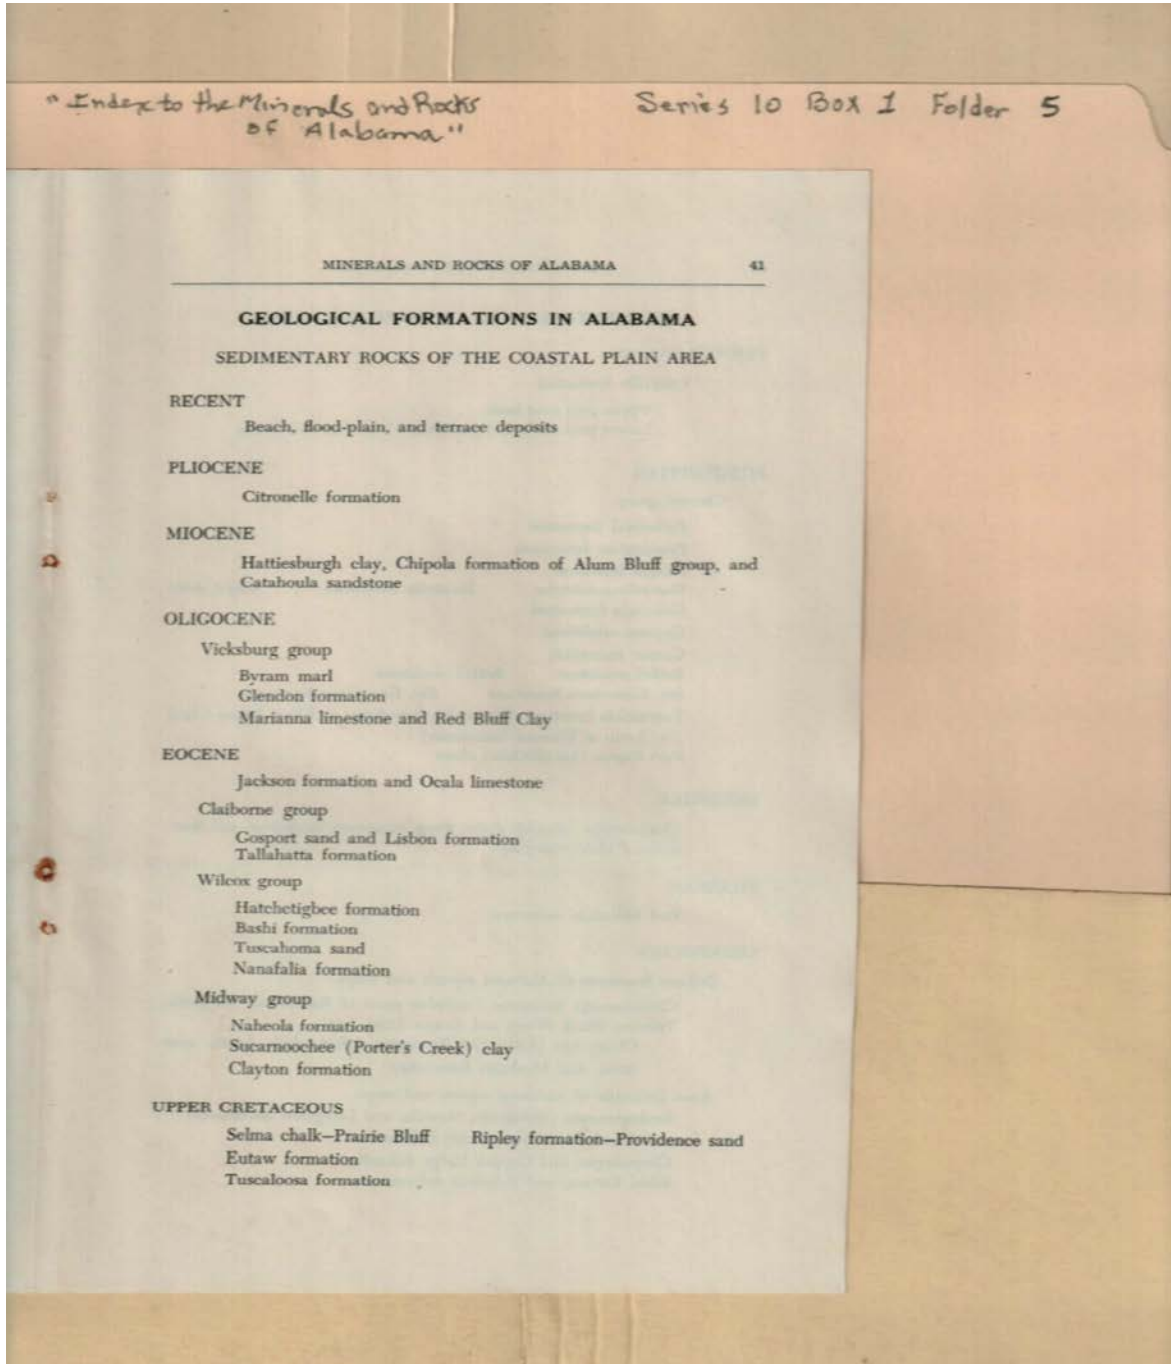 "Index to the Minerals and Rocks
of Alabama"
Series 10 Box 1 Folder 5
MINERALS AND ROCKS OF ALABAMA 41
GEOLOGICAL FORMATIONS IN ALABAMA
SEDIMENTARY ROCKS OF THE COASTAL PLAIN AREA
RECENT
Beach, flood-plain, and terrace deposits
PLIOCENE
Citronelle formation
MIOCENE
Hattiesburgh clay, Chipola formation of Alum Bluff group, and
Catahoula sandstone
OLIGOCENE
Vicksburg group
Byram marl
Glendon formation
Marianna limestone and Red Bluff Clay
EOCENE
Jackson formation and Ocala limestone
Claiborne group
Gosport sand and Lisbon formation
Tallahatta formation
Wilcox group
Hatchetigbee formation
Bashi formation
Tuscahoma sand
Nanafalia formation
Midway group
Naheola formation
Sucarnoochee (Porter's Creek) clay
Clayton formation
UPPER CRETACEOUS
Selma chalk—Prairie Bluff Ripley formation—Providence sand
Eutaw formation
Tuscaloosa formation